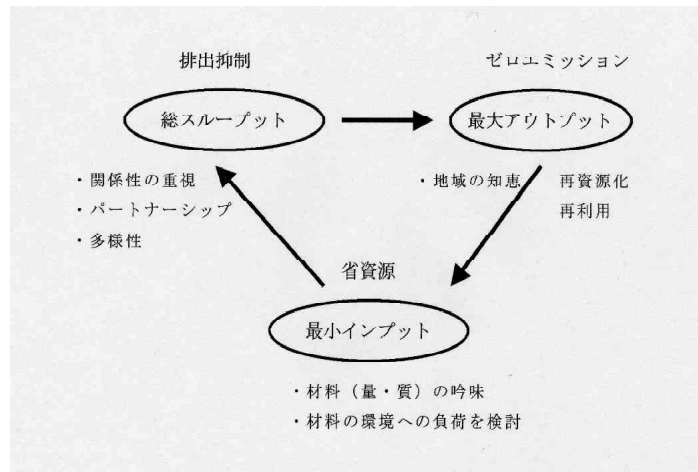 排出抑制
ゼロエミッション
総スループット
最大アウトプット
・関係性の重視
・パートナーシップ
・多様性
・地域の知恵
再資源化
再利用
省資源
最小インプット
・材料（量・質）の吟味
・材料の環境への負荷を検討